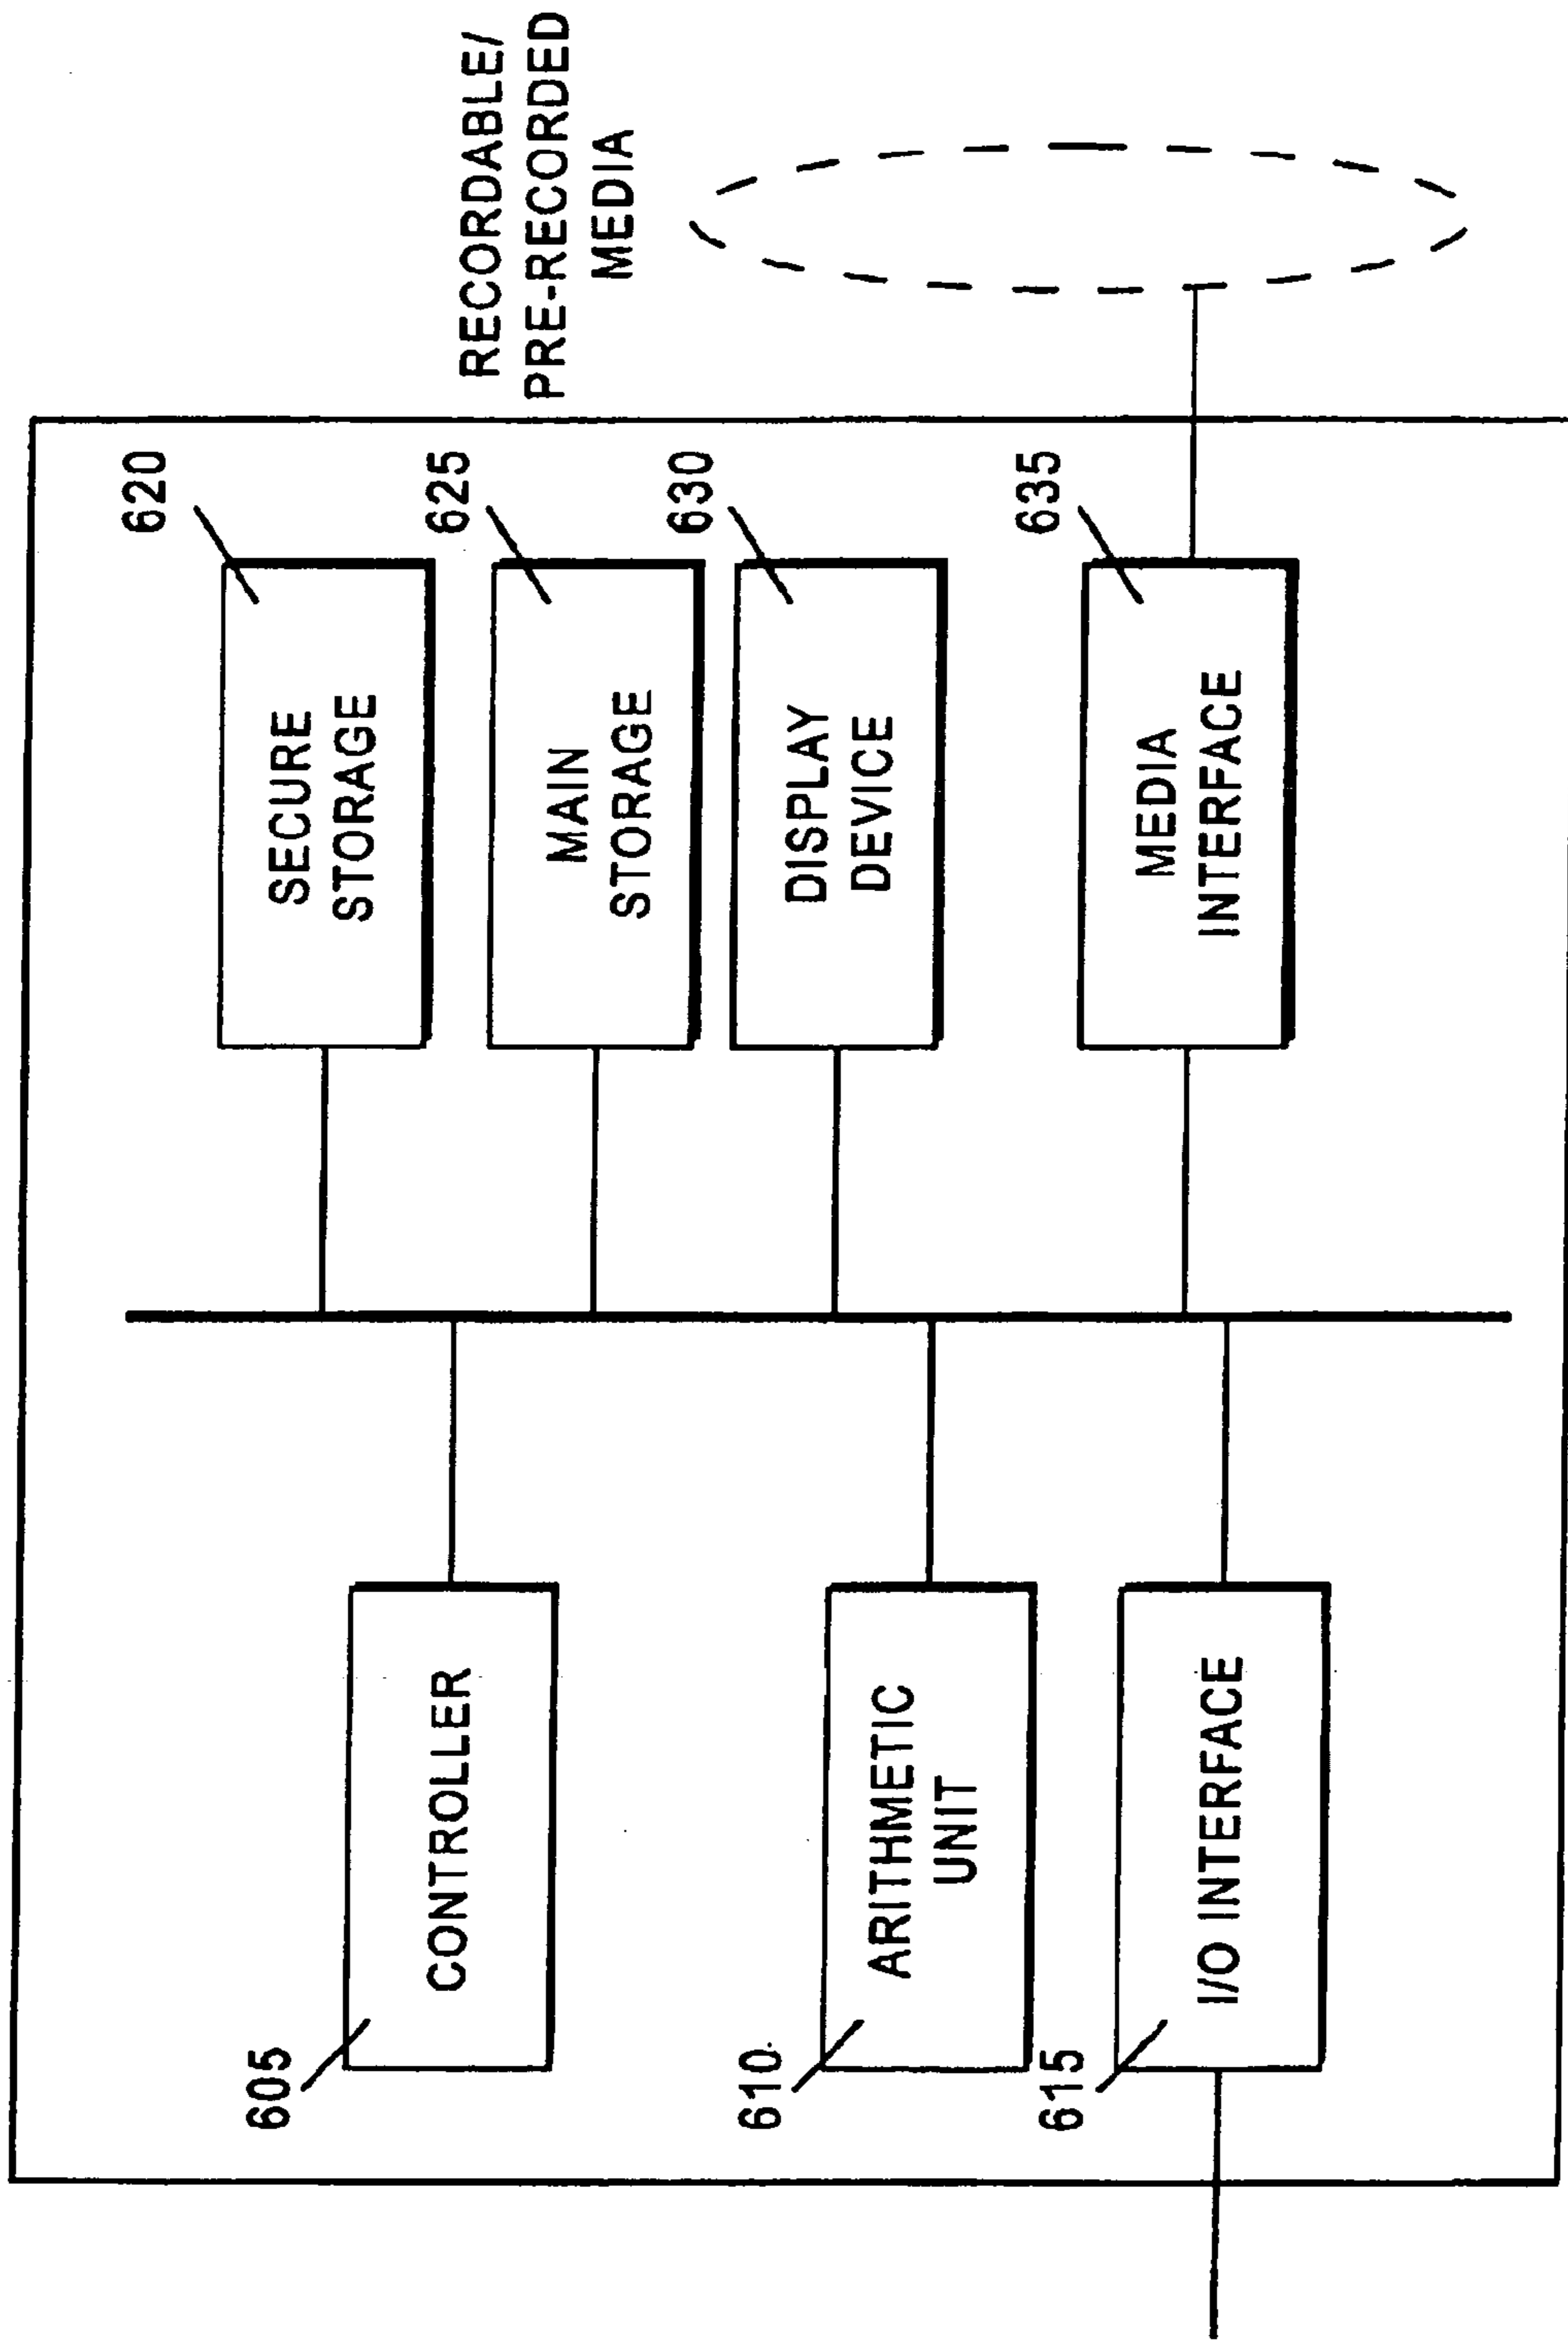 RECORDABLE/
PRE-RECORDED
MEDIA
605
CONTROLLER
610
ARITHMETIC
UNIT
615
I/O INTERFACE
620
SECURE
STORAGE
625
MAIN
STORAGE
630
DISPLAY
DEVICE
635
MEDIA
INTERFACE